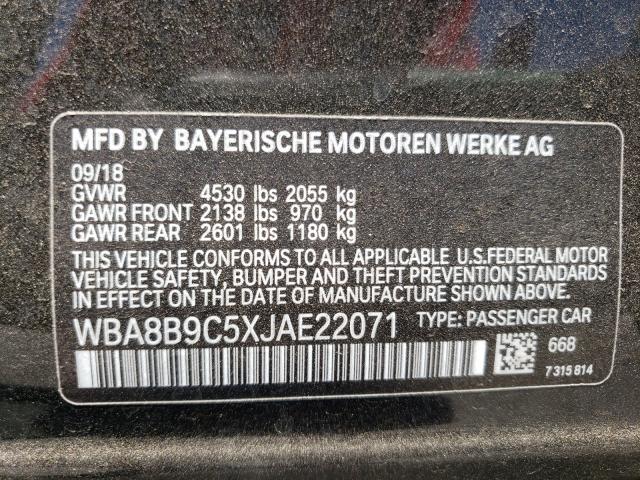 MFD BY BAYERISCHE MOTOREN WERKE AG
09/18
GVWR 4530 lbs 2055 kg
GAWR FRONT 2138 lbs 970 kg
GAWR REAR 2601 lbs 1180 kg
THIS VEHICLE CONFORMS TO ALL APPLICABLE U.S.FEDERAL MOTOR
VEHICLE SAFETY, BUMPER AND THEFT PREVENTION STANDARDS
IN EFFECT ON THE DATE OF MANUFACTURE SHOWN ABOVE.
WBA8B9C5XJAE22071 TYPE: PASSENGER CAR
668
7 315 814